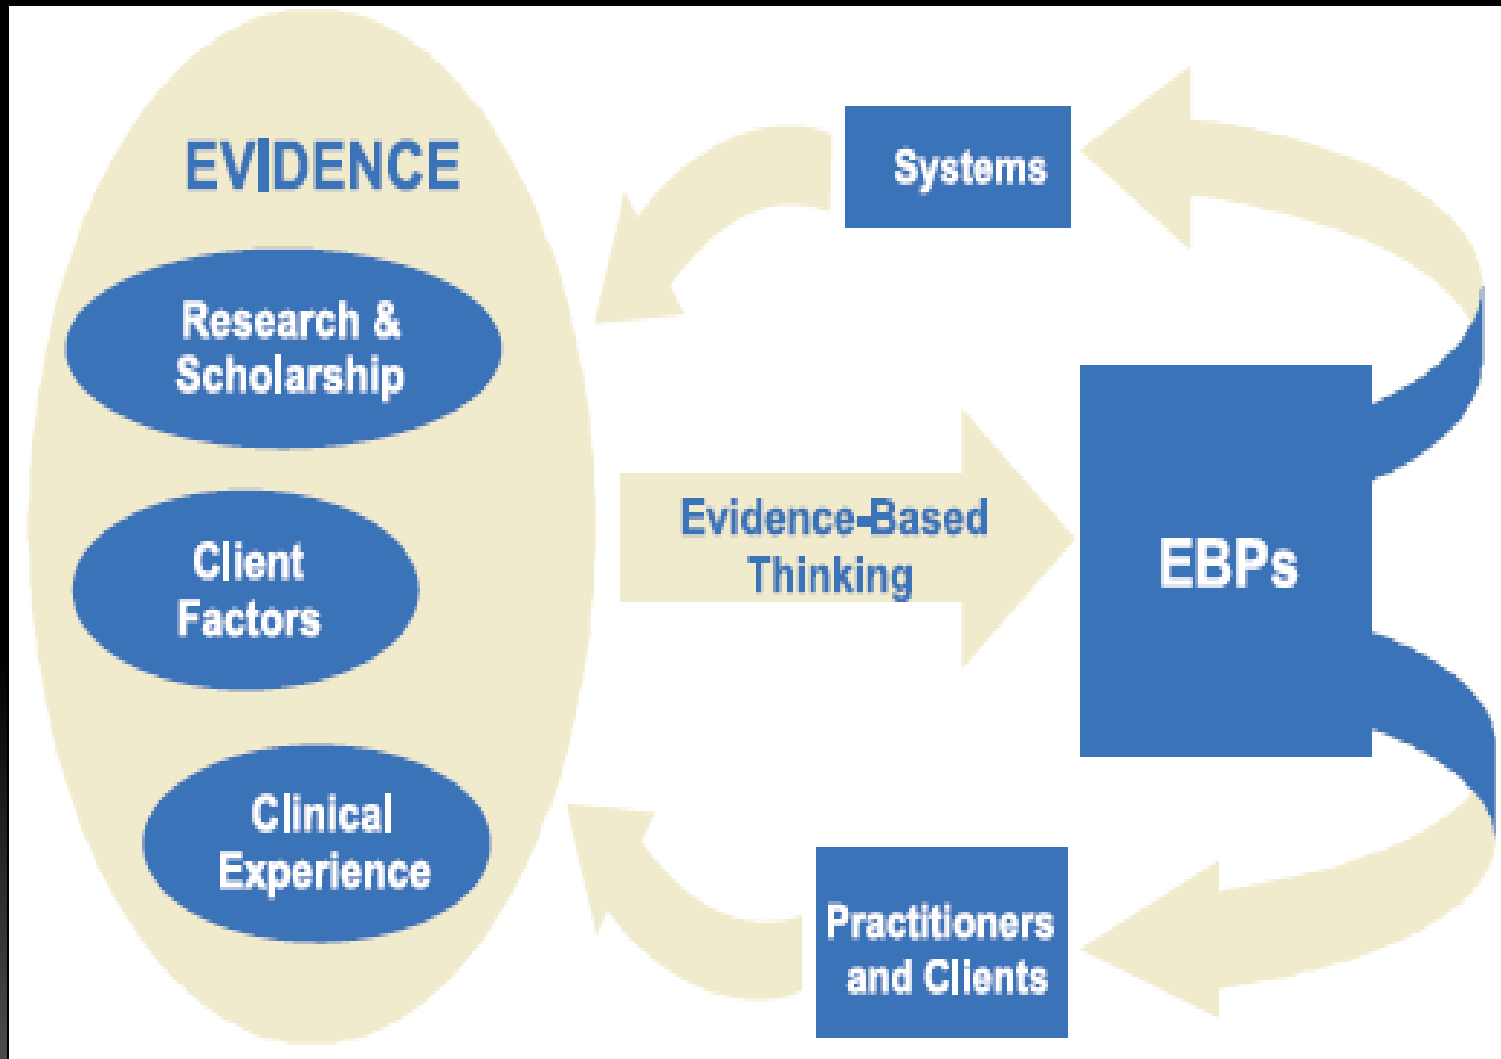 EVIDENCE
Research &
Scholarship
Client
Factors
Clinical
Experience
Evidence-Based
Thinking
Systems
EBPs
Practitioners
and Clients